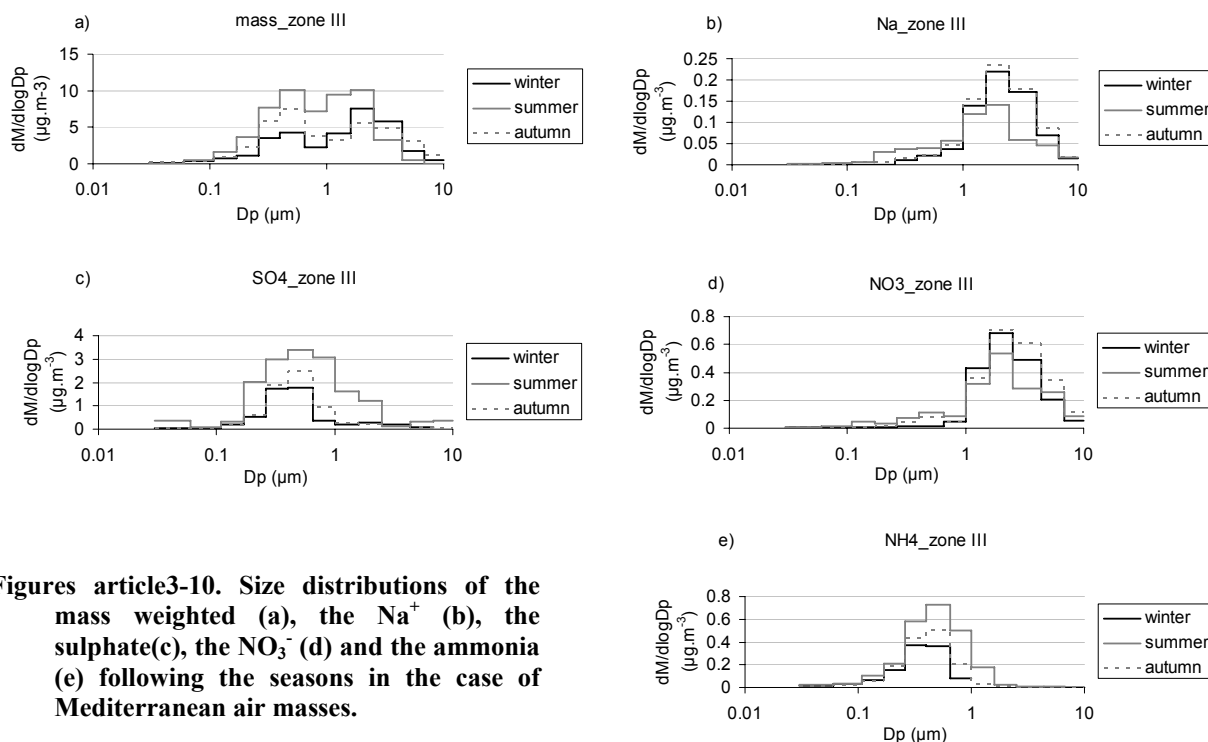 a)
mass_zone III
dM/dlogDp
(µg.m-3)
15
10
5
0
0.01 0.1 1 10
Dp (µm)
winter
summer
autumn
b)
Na_zone III
dM/dlogDp
(µg.m-3)
0.25
0.2
0.15
0.1
0.05
0
0.01 0.1 1 10
Dp (µm)
winter
summer
autumn
c)
SO4_zone III
dM/dlogDp
(µg.m-3)
4
3
2
1
0
0.01 0.1 1 10
Dp (µm)
winter
summer
autumn
d)
NO3_zone III
dM/dlogDp
(µg.m-3)
0.8
0.6
0.4
0.2
0
0.01 0.1 1 10
Dp (µm)
winter
summer
autumn
e)
NH4_zone III
dM/dlogDp
(µg.m-3)
0.8
0.6
0.4
0.2
0
0.01 0.1 1 10
Dp (µm)
winter
summer
autumn
Figures article3-10. Size distributions of the
mass weighted (a), the Na+ (b), the
sulphate(c), the NO3- (d) and the ammonia
(e) following the seasons in the case of
Mediterranean air masses.